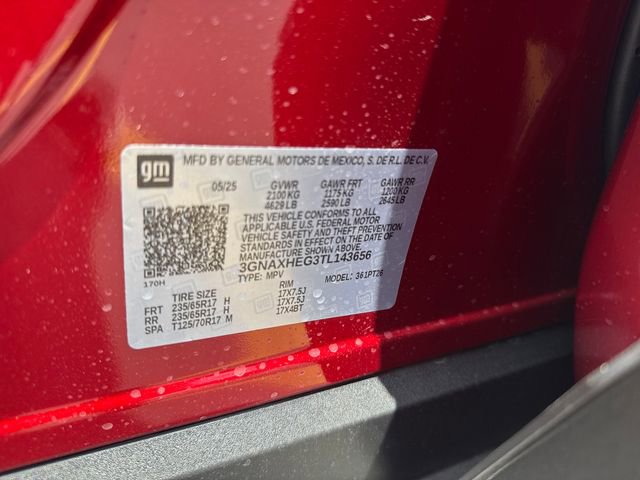 gm
MFD BY GENERAL MOTORS DE MEXICO, S. DE R.L. DE C.V.
05/25 GVWR GAWR FRT GAWR RR
2100 KG 1175 KG 1200 KG
4629 LB 2590 LB 2645 LB
THIS VEHICLE CONFORMS TO ALL
APPLICABLE U.S. FEDERAL MOTOR
VEHICLE SAFETY AND THEFT
PREVENTION STANDARDS IN
EFFECT ON THE DATE OF
MANUFACTURE SHOWN ABOVE.
3GNAXHEG3TL143656
170H
TYPE: MPV MODEL: 361PT26
TIRE SIZE RIM
FRT 235/65R17 H 17X7.5J
RR 235/65R17 H 17X7.5J
SPA T125/70R17 M 17X4BT